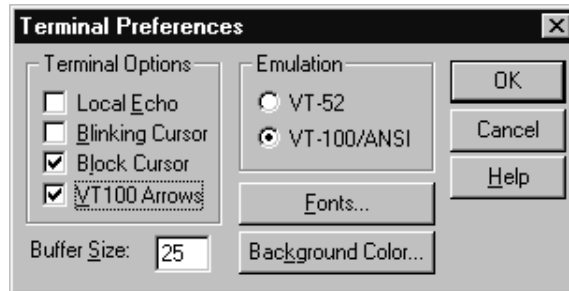 Terminal Preferences
Terminal Options
Local Echo
Blinking Cursor
Block Cursor
VT100 Arrows
Buffer Size: 25
Emulation
VT-52
VT-100/ANSI
Fonts...
Background Color...
OK
Cancel
Help